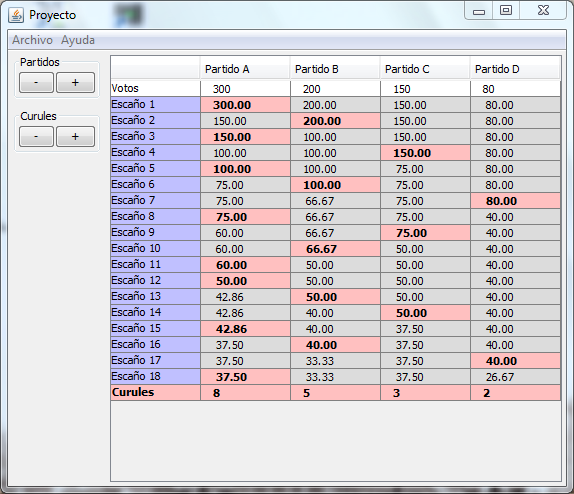 Proyecto
Archivo Ayuda
Partidos
- +
Curules
- +
Partido A Partido B Partido C Partido D
Votos 300 200 150 80
Escaño 1 300.00 200.00 150.00 80.00
Escaño 2 150.00 200.00 150.00 80.00
Escaño 3 150.00 100.00 150.00 80.00
Escaño 4 100.00 100.00 150.00 80.00
Escaño 5 100.00 100.00 75.00 80.00
Escaño 6 75.00 100.00 75.00 80.00
Escaño 7 75.00 66.67 75.00 80.00
Escaño 8 75.00 66.67 75.00 40.00
Escaño 9 60.00 66.67 75.00 40.00
Escaño 10 60.00 66.67 50.00 40.00
Escaño 11 60.00 50.00 50.00 40.00
Escaño 12 50.00 50.00 50.00 40.00
Escaño 13 42.86 50.00 50.00 40.00
Escaño 14 42.86 40.00 50.00 40.00
Escaño 15 42.86 40.00 37.50 40.00
Escaño 16 37.50 40.00 37.50 40.00
Escaño 17 37.50 33.33 37.50 40.00
Escaño 18 37.50 33.33 37.50 26.67
Curules 8 5 3 2